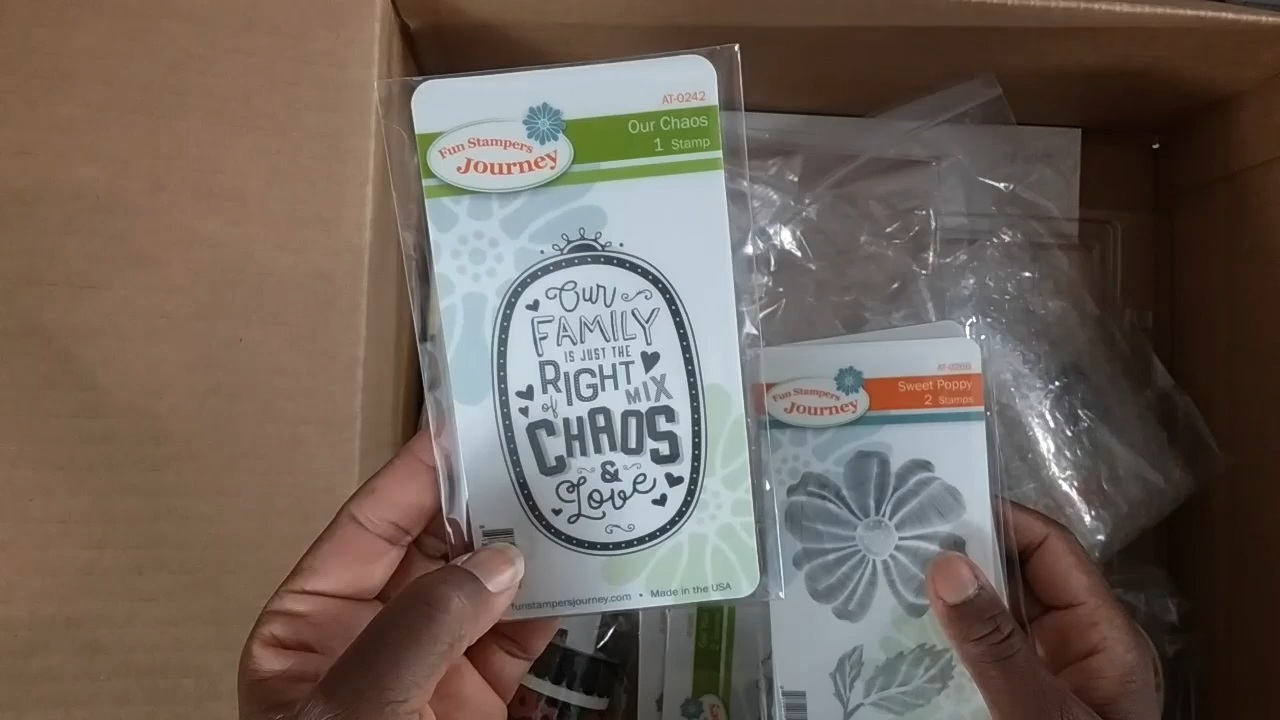 AT-0242
Fun Stampers
Journey
Our Chaos
1 Stamp
Our
FAMILY
IS JUST THE
RIGHT
of MIX
CHAOS
&
Love
funstampersjourney.com • Made in the USA
Fun Stampers
Journey
Sweet Poppy
2 Stamps